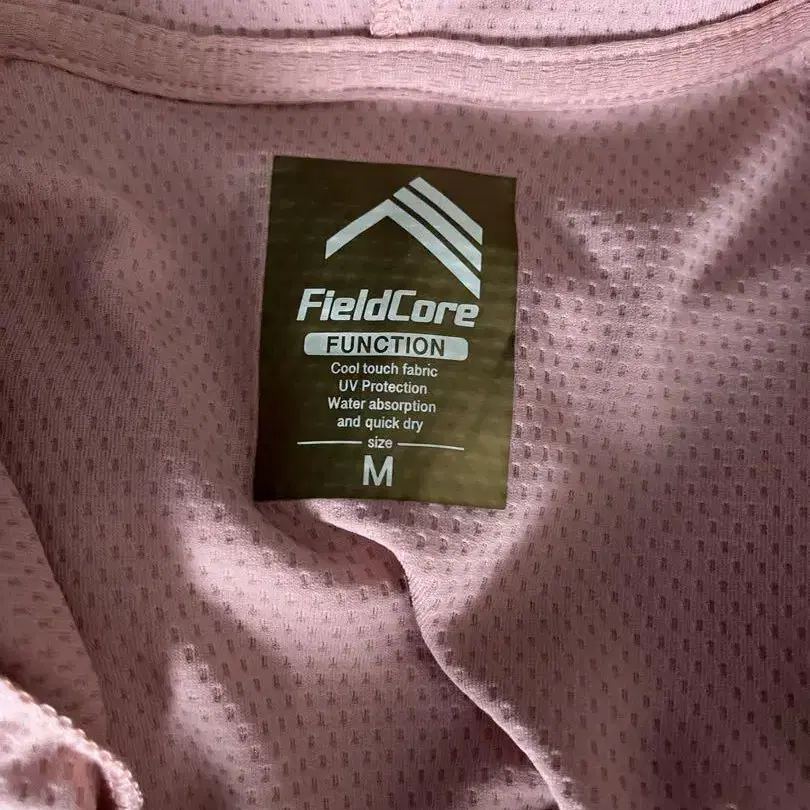 FieldCore
FUNCTION
Cool touch fabric
UV Protection
Water absorption
and quick dry
size
M